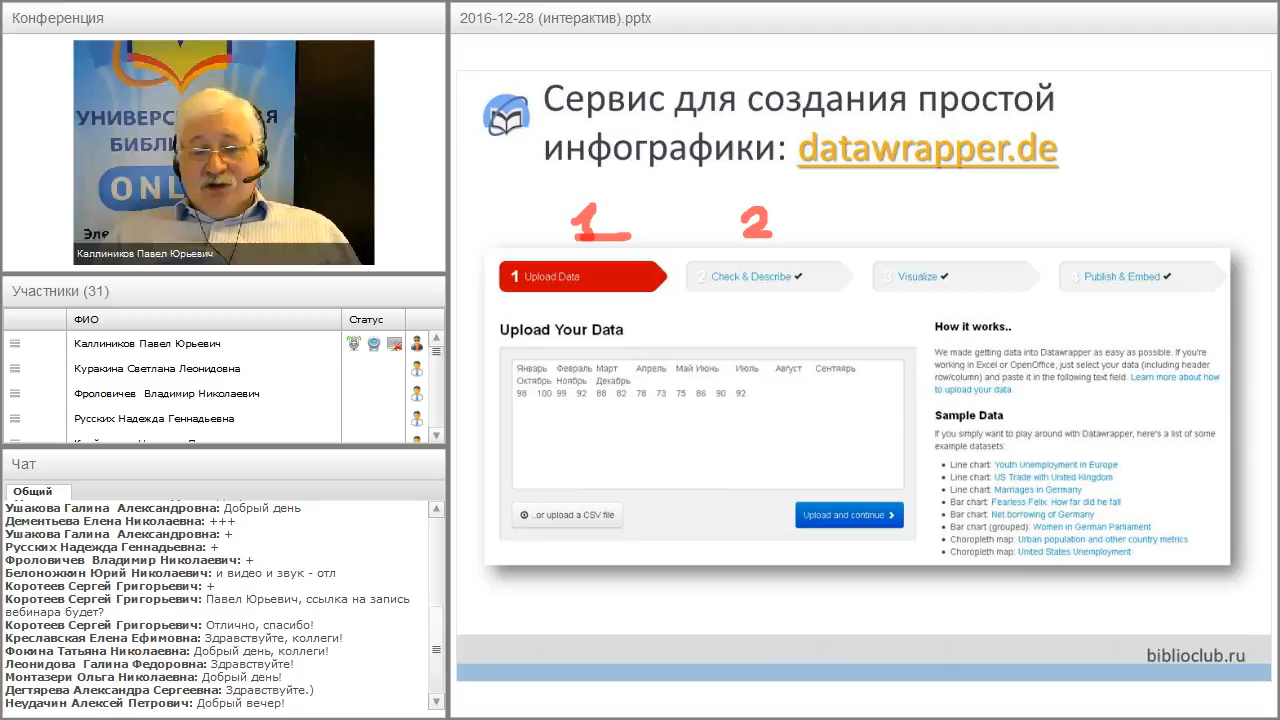 Конференция
УНИВЕРС АЯ
БИБЛИ
ONL
Эле
Каллиников Павел Юрьевич
Участники (31)
ФИО
Статус
Каллиников Павел Юрьевич
Куракина Светлана Леонидовна
Фроловичев Владимир Николаевич
Русских Надежда Геннадьевна
Чат
Общий
Ушакова Галина Александровна: Добрый де
Дементьева Елена Николаевна: +++
Ушакова Галина Александровна: +
Русских Надежда Геннадьевна: +
Фроловичев Владимир Николаевич: +
Белоножкин Юрий Николаевич: и видео и звук - отл
Коротеев Сергей Григорьевич: +
Коротеев Сергей Григорьевич: Павел Юрьевич, ссылка на запись
вебинара будет?
Коротеев Сергей Григорьевич: Отлично, спасибо!
Креславская Елена Ефимовна: Здравствуйте, коллеги!
Фокина Татьяна Николаевна: Добрый день, коллеги!
Леонидова Галина Федоровна: Здравствуйте!
Монтазери Ольга Николаевна: Добрый день!
Дегтярева Александра Сергеевна: Здравствуйте.)
Неудачин Алексей Петрович: Добрый вечер!
2016-12-28 (интерактив).pptx
Сервис для создания простой
инфографики: datawrapper.de
1 2
1 Upload Data 2 Check & Describe ✔ 3 Visualize ✔ 4 Publish & Embed ✔
Upload Your Data
Январь Февраль Март Апрель Май Июнь Июль Август Сентяярь
Октябрь Ноябрь Декабрь
98 100 99 92 88 82 78 73 75 86 90 92
...or upload a CSV file
Upload and continue
How it works..
We made getting data into Datawrapper as easy as possible. If you're
working in Excel or OpenOffice, just select your data (including header
row/column) and paste it in the following text field. Learn more about how
to upload your data.
Sample Data
If you simply want to play around with Datawrapper, here's a list of some
example datasets:
• Line chart: Youth Unemployment in Europe
• Line chart: US Trade with United Kingdom
• Line chart: Marriages in Germany
• Bar chart: Fearless Felix: How far did he fall
• Bar chart: Net borrowing of Germany
• Bar chart (grouped): Women in German Parliament
• Choropleth map: Urban population and other country metrics
• Choropleth map: United States Unemployment
biblioclub.ru